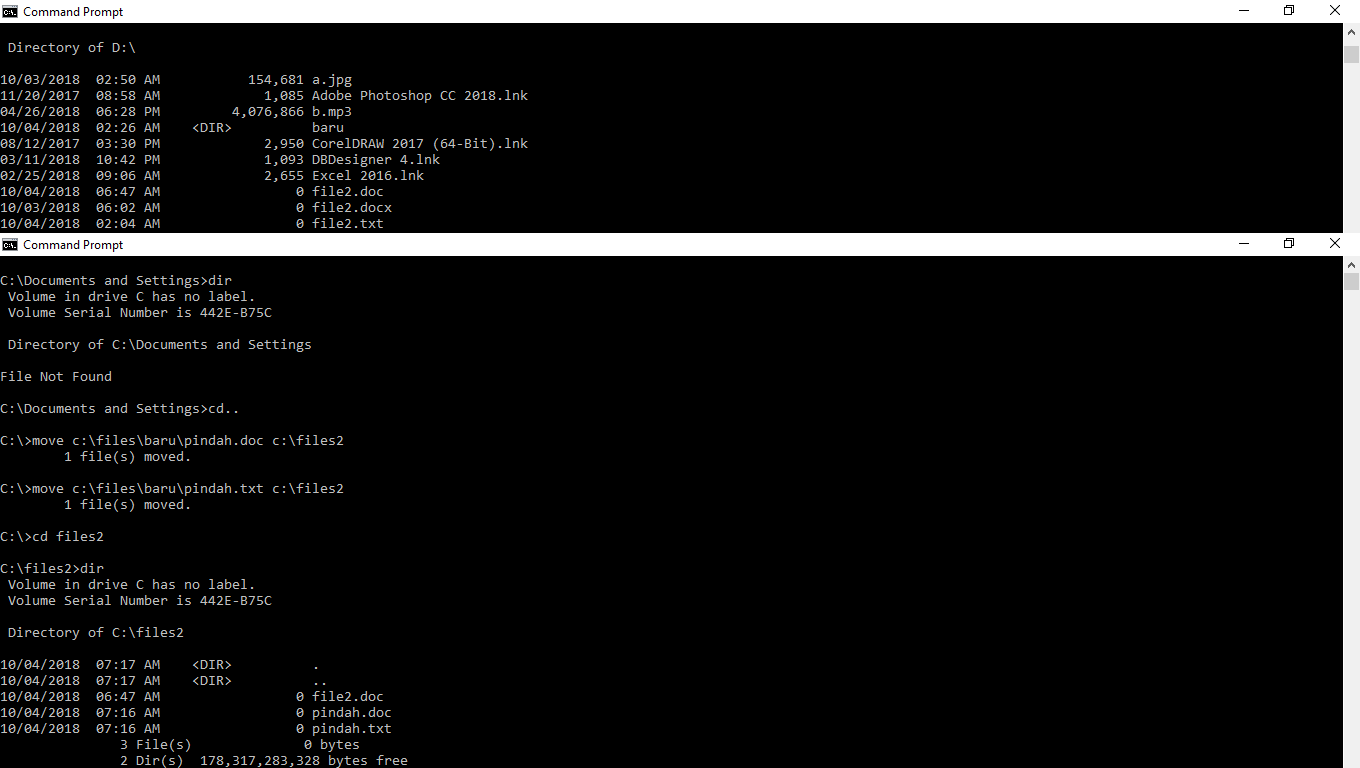 Command Prompt
 Directory of D:\
10/03/2018  02:50 AM           154,681 a.jpg
11/20/2017  08:58 AM             1,085 Adobe Photoshop CC 2018.lnk
04/26/2018  06:28 PM         4,076,866 b.mp3
10/04/2018  02:26 AM    <DIR>          baru
08/12/2017  03:30 PM             2,950 CorelDRAW 2017 (64-Bit).lnk
03/11/2018  10:42 PM             1,093 DBDesigner 4.lnk
02/25/2018  09:06 AM             2,655 Excel 2016.lnk
10/04/2018  06:47 AM                 0 file2.doc
10/03/2018  06:02 AM                 0 file2.docx
10/04/2018  02:04 AM                 0 file2.txt
Command Prompt
C:\Documents and Settings>dir
 Volume in drive C has no label.
 Volume Serial Number is 442E-B75C
 Directory of C:\Documents and Settings
File Not Found
C:\Documents and Settings>cd..
C:\>move c:\files\baru\pindah.doc c:\files2
        1 file(s) moved.
C:\>move c:\files\baru\pindah.txt c:\files2
        1 file(s) moved.
C:\>cd files2
C:\files2>dir
 Volume in drive C has no label.
 Volume Serial Number is 442E-B75C
 Directory of C:\files2
10/04/2018  07:17 AM    <DIR>          .
10/04/2018  07:17 AM    <DIR>          ..
10/04/2018  06:47 AM                 0 file2.doc
10/04/2018  07:16 AM                 0 pindah.doc
10/04/2018  07:16 AM                 0 pindah.txt
               3 File(s)              0 bytes
               2 Dir(s)  178,317,283,328 bytes free